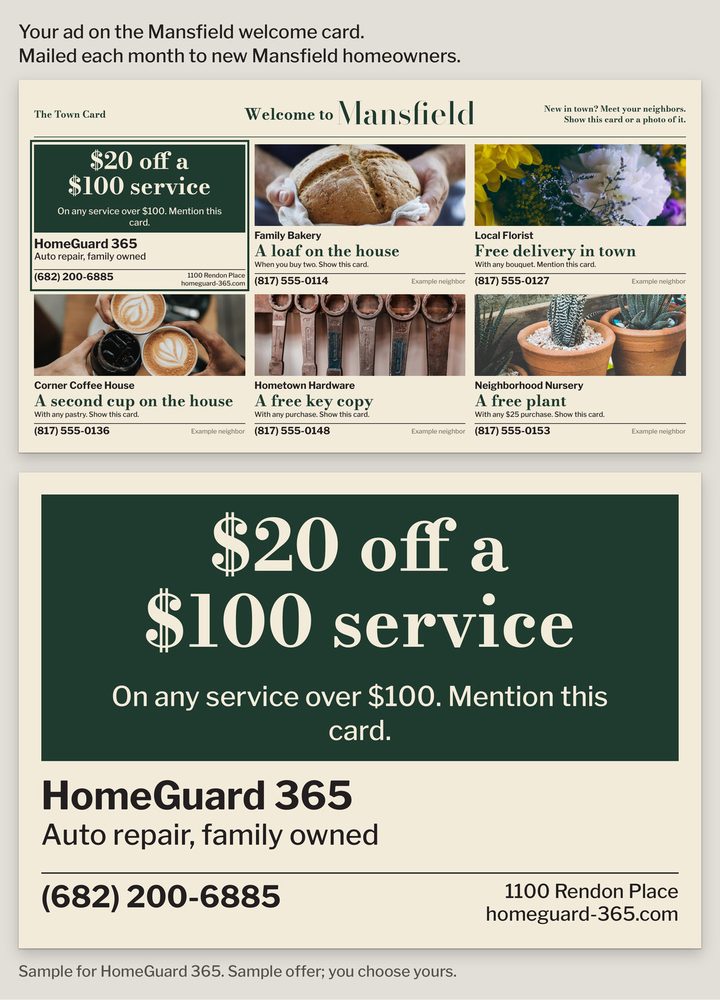 Your ad on the Mansfield welcome card.
Mailed each month to new Mansfield homeowners.
The Town Card
Welcome to Mansfield
New in town? Meet your neighbors.
Show this card or a photo of it.
$20 off a
$100 service
On any service over $100. Mention this
card.
HomeGuard 365
Auto repair, family owned
(682) 200-6885
1100 Rendon Place
homeguard-365.com
Family Bakery
A loaf on the house
When you buy two. Show this card.
(817) 555-0114
Example neighbor
Local Florist
Free delivery in town
With any bouquet. Mention this card.
(817) 555-0127
Example neighbor
Corner Coffee House
A second cup on the house
With any pastry. Show this card.
(817) 555-0136
Example neighbor
Hometown Hardware
A free key copy
With any purchase. Show this card.
(817) 555-0148
Example neighbor
Neighborhood Nursery
A free plant
With any $25 purchase. Show this card.
(817) 555-0153
Example neighbor
$20 off a
$100 service
On any service over $100. Mention this
card.
HomeGuard 365
Auto repair, family owned
(682) 200-6885
1100 Rendon Place
homeguard-365.com
Sample for HomeGuard 365. Sample offer; you choose yours.